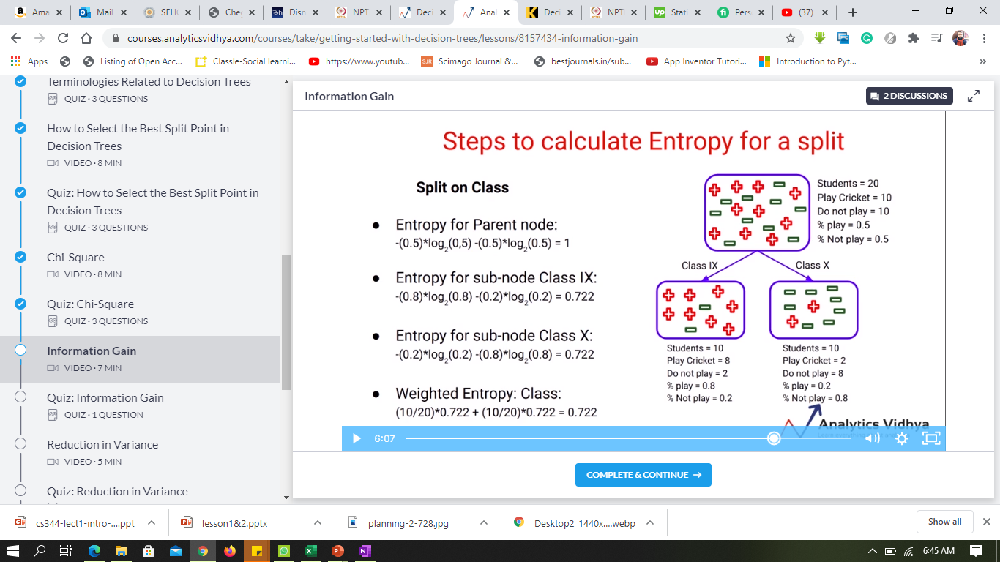 Ama
Mail
SEHC
Che
Disn
NPT
Deci
Anal
Deci
NPT
Stati
Pers
(37)
courses.analyticsvidhya.com/courses/take/getting-started-with-decision-trees/lessons/8157434-information-gain
Apps
Listing of Open Acc...
Classle-Social learni...
https://www.youtub...
SJR
Scimago Journal &...
bestjournals.in/sub...
App Inventor Tutori...
Introduction to Pyt...
»
Terminologies Related to Decision Trees
QUIZ · 3 QUESTIONS
How to Select the Best Split Point in
Decision Trees
VIDEO · 8 MIN
Quiz: How to Select the Best Split Point in
Decision Trees
QUIZ · 3 QUESTIONS
Chi-Square
VIDEO · 8 MIN
Quiz: Chi-Square
QUIZ · 3 QUESTIONS
Information Gain
VIDEO · 7 MIN
Quiz: Information Gain
QUIZ · 1 QUESTION
Reduction in Variance
VIDEO · 5 MIN
Quiz: Reduction in Variance
Information Gain
2 DISCUSSIONS
Steps to calculate Entropy for a split
Split on Class
● Entropy for Parent node:
-(0.5)*log₂(0,5) -(0.5)*log₂(0.5) = 1
● Entropy for sub-node Class IX:
-(0.8)*log₂(0.8) -(0.2)*log₂(0.2) = 0.722
● Entropy for sub-node Class X:
-(0.2)*log₂(0.2) -(0.8)*log₂(0.8) = 0.722
● Weighted Entropy: Class:
(10/20)*0.722 + (10/20)*0.722 = 0.722
Students = 20
Play Cricket = 10
Do not play = 10
% play = 0.5
% Not play = 0.5
Class IX
Class X
Students = 10
Play Cricket = 8
Do not play = 2
% play = 0.8
% Not play = 0.2
Students = 10
Play Cricket = 2
Do not play = 8
% play = 0.2
% Not play = 0.8
Analytics Vidhya
6:07
COMPLETE & CONTINUE →
cs344-lect1-intro-....ppt
lesson1&2.pptx
planning-2-728.jpg
Desktop2_1440x....webp
Show all
6:45 AM